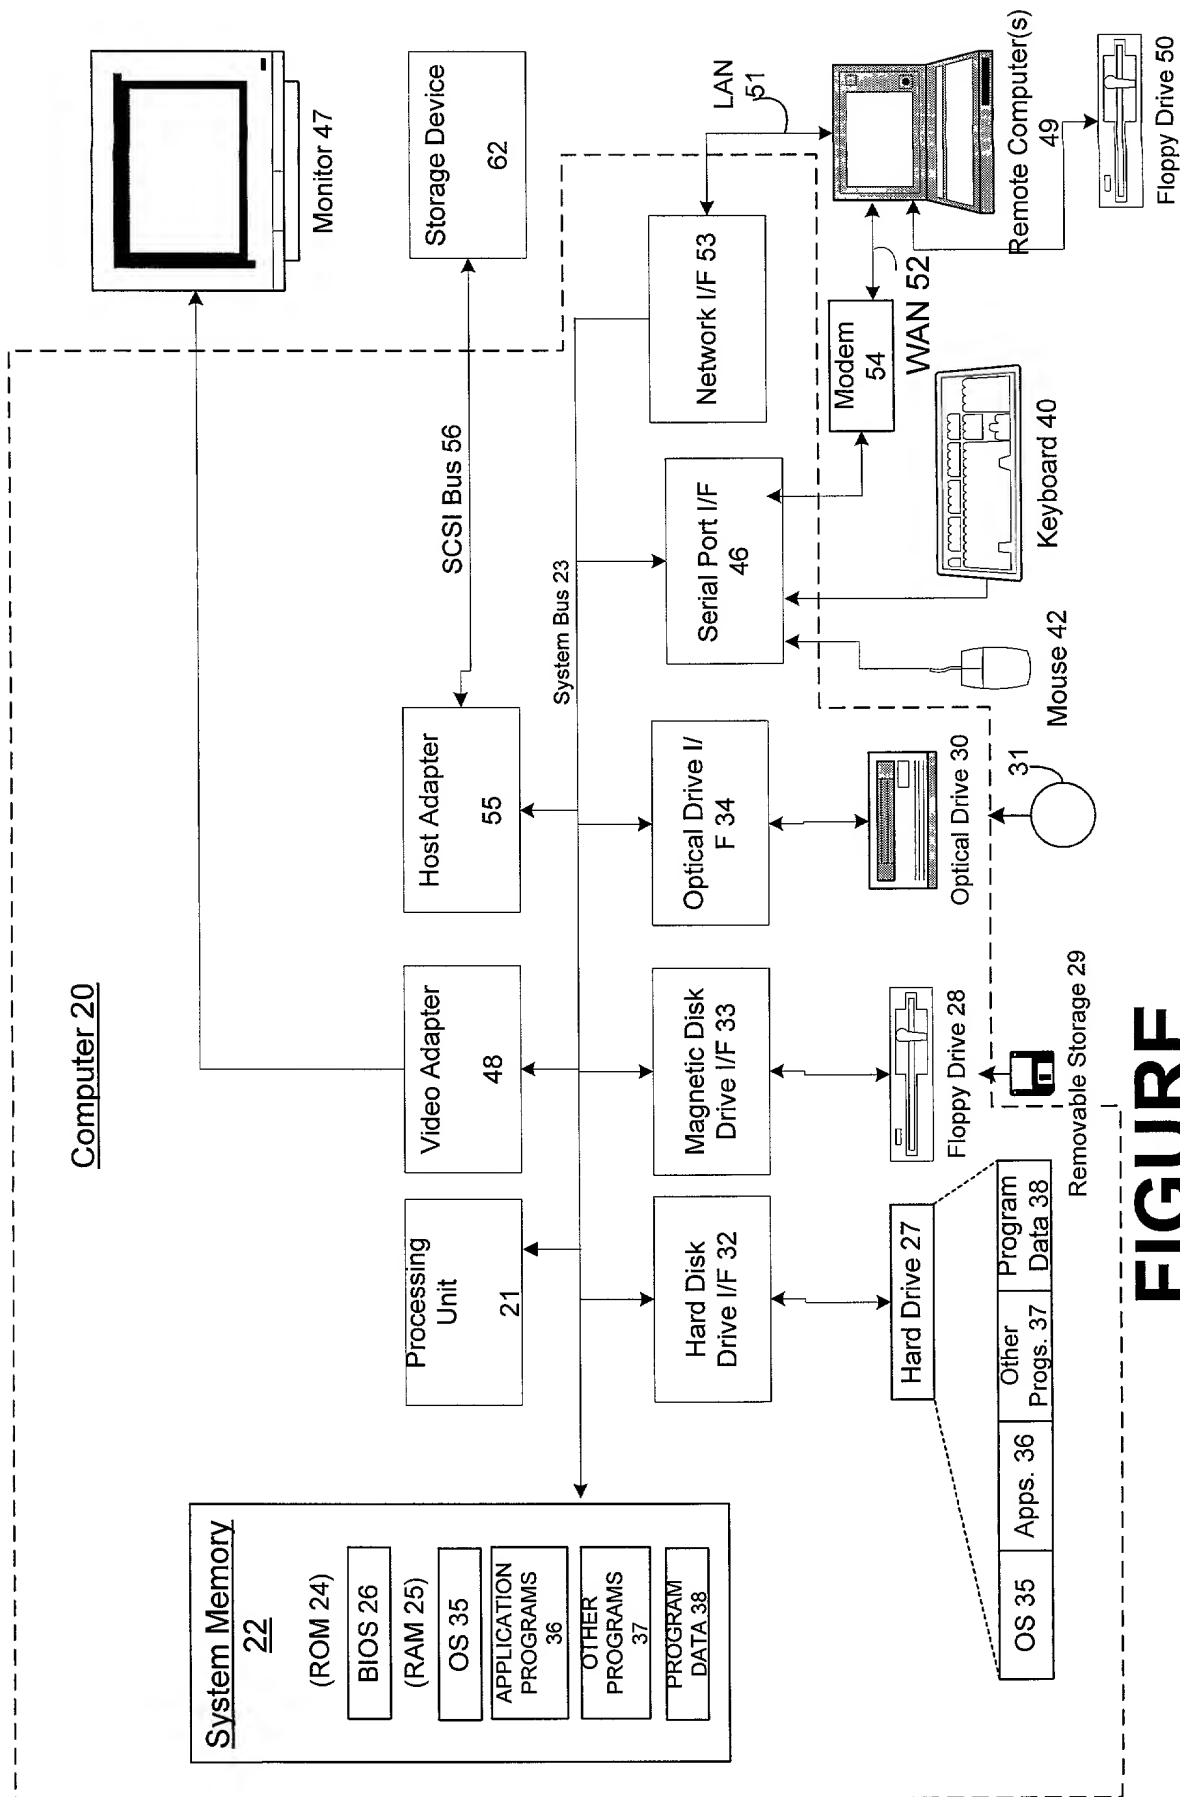 Computer 20
System Memory
22
(ROM 24)
BIOS 26
(RAM 25)
OS 35
APPLICATION
PROGRAMS
36
OTHER
PROGRAMS
37
PROGRAM
DATA 38
Processing
Unit
21
Video Adapter
48
Host Adapter
55
Monitor 47
SCSI Bus 56
Storage Device
62
System Bus 23
Hard Disk
Drive I/F 32
Magnetic Disk
Drive I/F 33
Optical Drive I/
F 34
Serial Port I/F
46
Network I/F 53
LAN
51
Hard Drive 27
Floppy Drive 28
Optical Drive 30
Modem
54
WAN 52
Remote Computer(s)
49
OS 35
Apps. 36
Other
Progs. 37
Program
Data 38
Removable Storage 29
31
Mouse 42
Keyboard 40
Floppy Drive 50
FIGURE